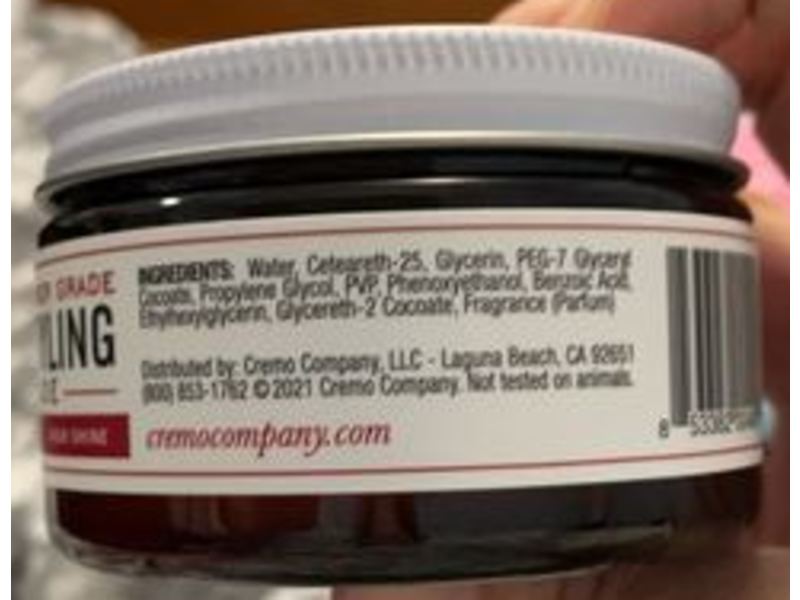 GRADE
LING
SHINE
INGREDIENTS: Water, Ceteareth-25, Glycerin, PEG-7 Glyceryl
Cocoate, Propylene Glycol, PVP, Phenoxyethanol, Benzoic Acid,
Ethylhexylglycerin, Glycereth-2 Cocoate, Fragrance (Parfum)
Distributed by: Cremo Company, LLC - Laguna Beach, CA 92651
(800) 853-1762 © 2021 Cremo Company. Not tested on animals.
cremocompany.com
8